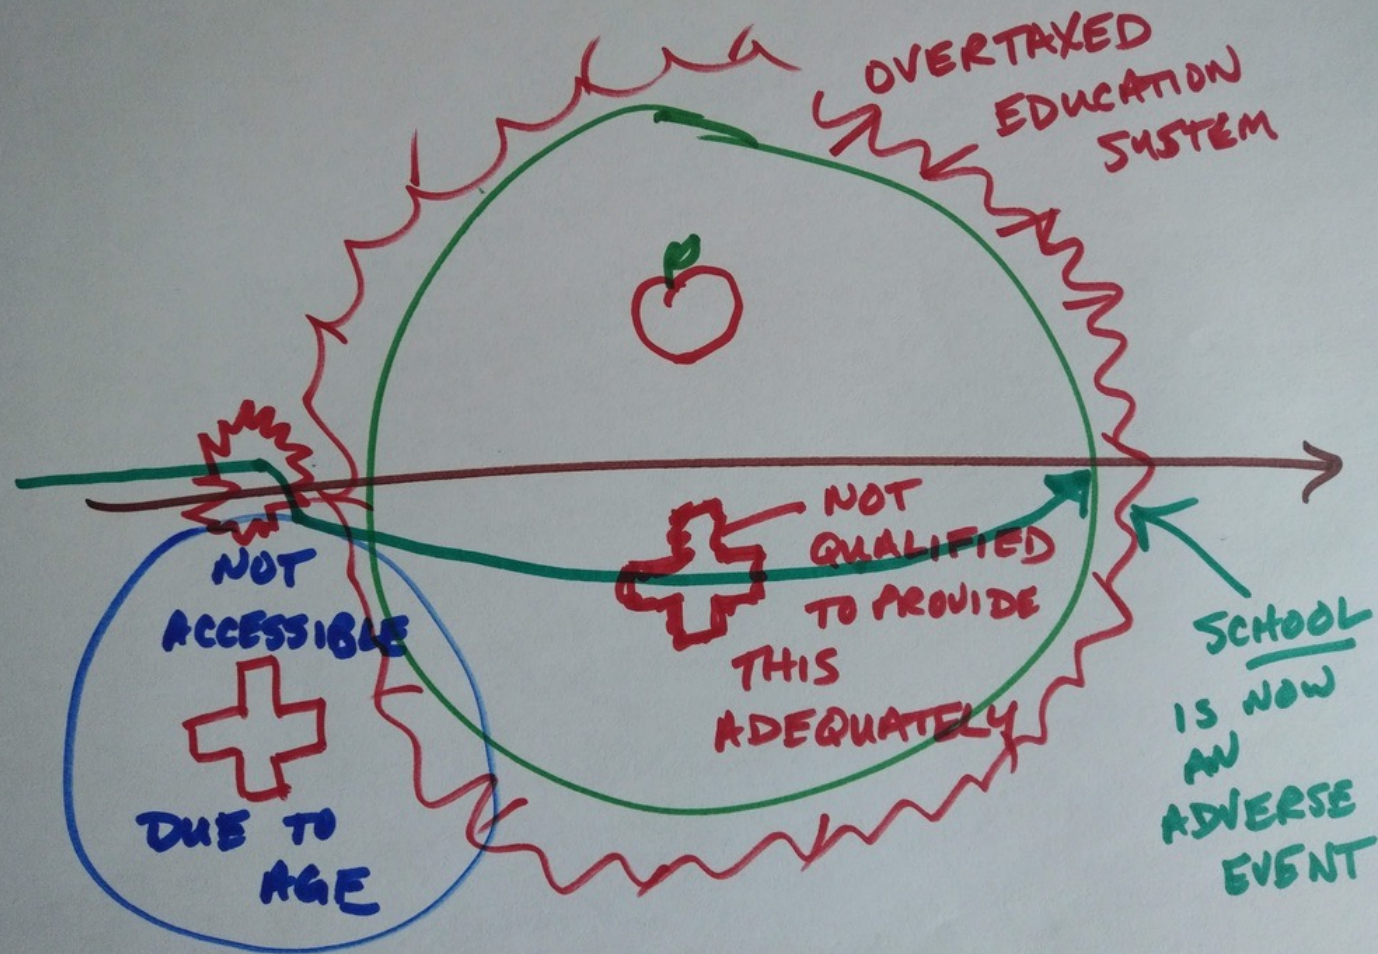 OVERTAXED
EDUCATION
SYSTEM
NOT
QUALIFIED
TO PROVIDE
THIS
ADEQUATELY
NOT
ACCESSIBLE
DUE TO
AGE
SCHOOL
IS NOW
AN
ADVERSE
EVENT